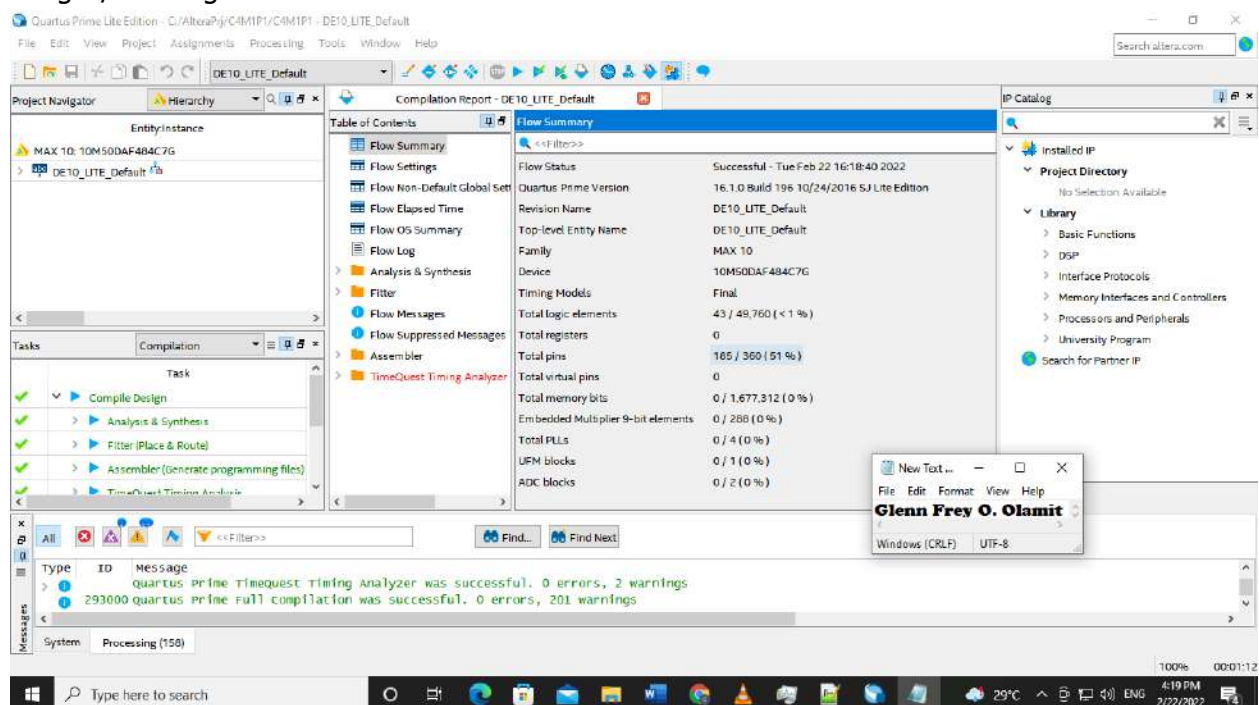 Quartus Prime Lite Edition - C:/AlteraPrj/C4M1P1/C4M1P1 - DE10_LITE_Default
File Edit View Project Assignments Processing Tools Window Help
Search altera.com
DE10_LITE_Default
Project Navigator
Hierarchy
Entity:Instance
MAX 10: 10M50DAF484C7G
DE10_LITE_Default
Compilation Report - DE10_LITE_Default
Table of Contents
Flow Summary
Flow Settings
Flow Non-Default Global Sett
Flow Elapsed Time
Flow OS Summary
Flow Log
Analysis & Synthesis
Fitter
Flow Messages
Flow Suppressed Messages
Assembler
TimeQuest Timing Analyzer
Flow Summary
<<Filter>>
Flow Status Successful - Tue Feb 22 16:18:40 2022
Quartus Prime Version 16.1.0 Build 196 10/24/2016 SJ Lite Edition
Revision Name DE10_LITE_Default
Top-level Entity Name DE10_LITE_Default
Family MAX 10
Device 10M50DAF484C7G
Timing Models Final
Total logic elements 43 / 49,760 ( < 1 % )
Total registers 0
Total pins 185 / 360 ( 51 % )
Total virtual pins 0
Total memory bits 0 / 1,677,312 ( 0 % )
Embedded Multiplier 9-bit elements 0 / 288 ( 0 % )
Total PLLs 0 / 4 ( 0 % )
UFM blocks 0 / 1 ( 0 % )
ADC blocks 0 / 2 ( 0 % )
IP Catalog
Installed IP
Project Directory
No Selection Available
Library
Basic Functions
DSP
Interface Protocols
Memory Interfaces and Controllers
Processors and Peripherals
University Program
Search for Partner IP
Tasks
Compilation
Task
Compile Design
Analysis & Synthesis
Fitter (Place & Route)
Assembler (Generate programming files)
TimeQuest Timing Analysis
New Text ...
File Edit Format View Help
Glenn Frey O. Olamit
Windows (CRLF) UTF-8
All
<<Filter>>
Find...
Find Next
Type ID Message
Quartus Prime TimeQuest Timing Analyzer was successful. 0 errors, 2 warnings
293000 Quartus Prime Full Compilation was successful. 0 errors, 201 warnings
Messages
System Processing (158)
100% 00:01:12
Type here to search
29°C
ENG
4:19 PM
2/22/2022